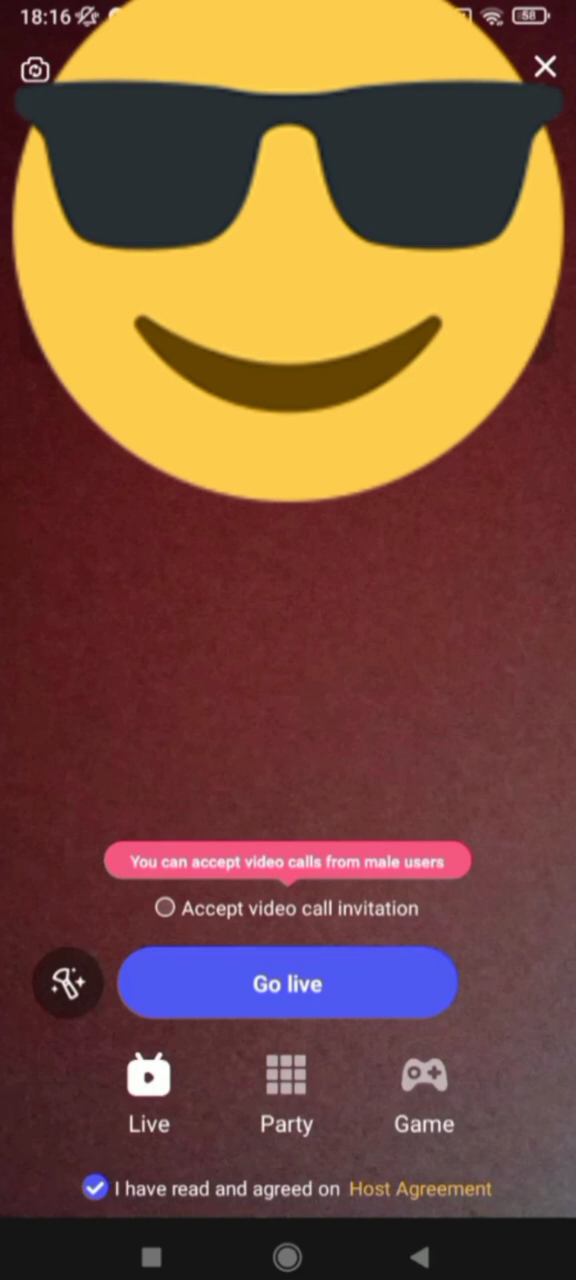 18:16
58
You can accept video calls from male users
Accept video call invitation
Go live
Live
Party
Game
I have read and agreed on Host Agreement